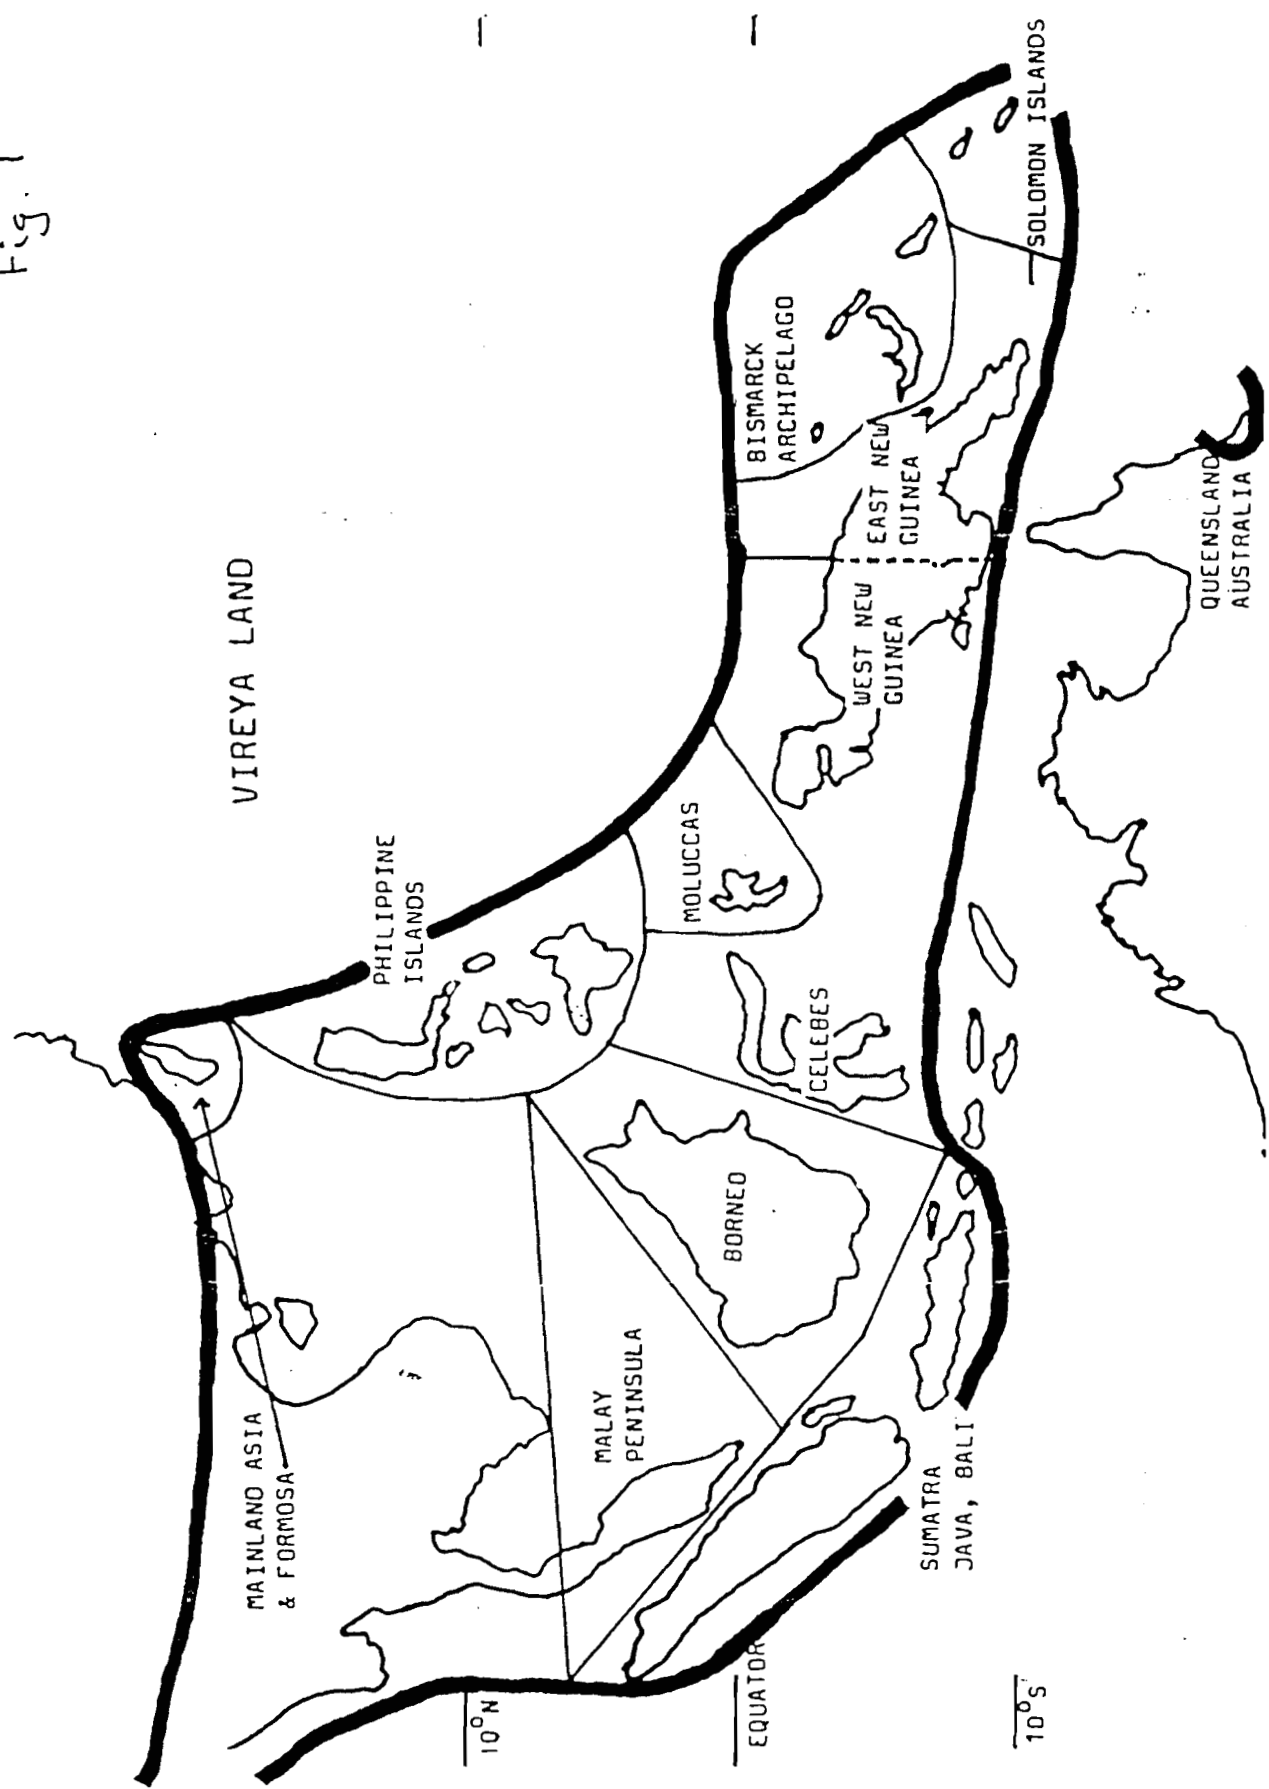 Fig. 1
VIREYA LAND
MAINLAND ASIA
& FORMOSA
PHILIPPINE
ISLANDS
10°N
MALAY
PENINSULA
BORNEO
MOLUCCAS
CELEBES
BISMARCK
ARCHIPELAGO
EQUATOR
WEST NEW
GUINEA
EAST NEW
GUINEA
SUMATRA
JAVA, BALI
SOLOMON ISLANDS
10°S
QUEENSLAND
AUSTRALIA